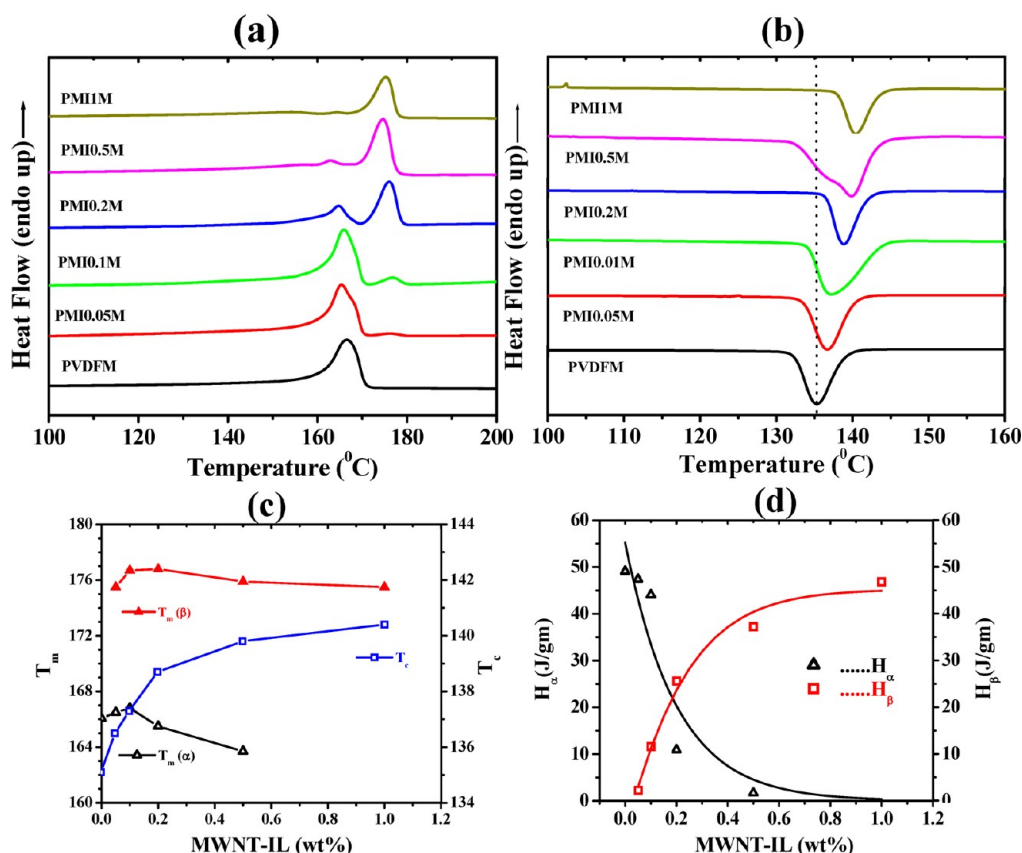 (a)
Heat Flow (endo up)
PMI1M
PMI0.5M
PMI0.2M
PMI0.1M
PMI0.05M
PVDFM
100 120 140 160 180 200
Temperature (⁰C)
(b)
Heat Flow (endo up)
PMI1M
PMI0.5M
PMI0.2M
PMI0.01M
PMI0.05M
PVDFM
100 110 120 130 140 150 160
Temperature (⁰C)
(c)
180
176
172
168
164
160
Tm
144
142
140
138
136
134
Tc
Tm (β)
Tc
Tm (α)
0.0 0.2 0.4 0.6 0.8 1.0
MWNT-IL (wt%)
(d)
60
50
40
30
20
10
0
Hα(J/gm)
60
50
40
30
20
10
0
Hβ(J/gm)
......Hα
......Hβ
0.0 0.2 0.4 0.6 0.8 1.0
MWNT-IL (wt%)